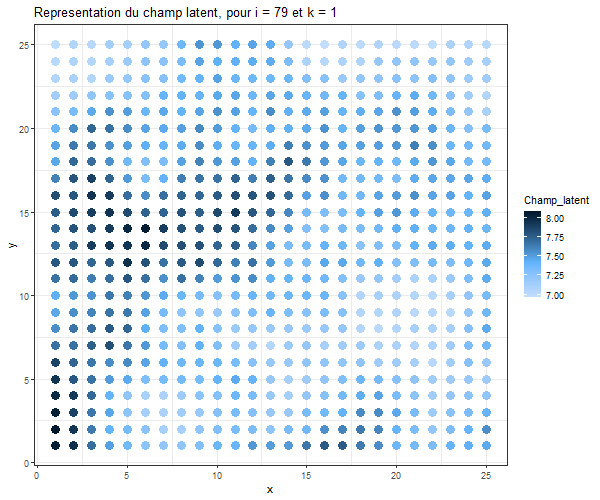 Representation du champ latent, pour i = 79 et k = 1
25
20
15
10
5
0
y
0 5 10 15 20 25
x
Champ_latent
8.00
7.75
7.50
7.25
7.00